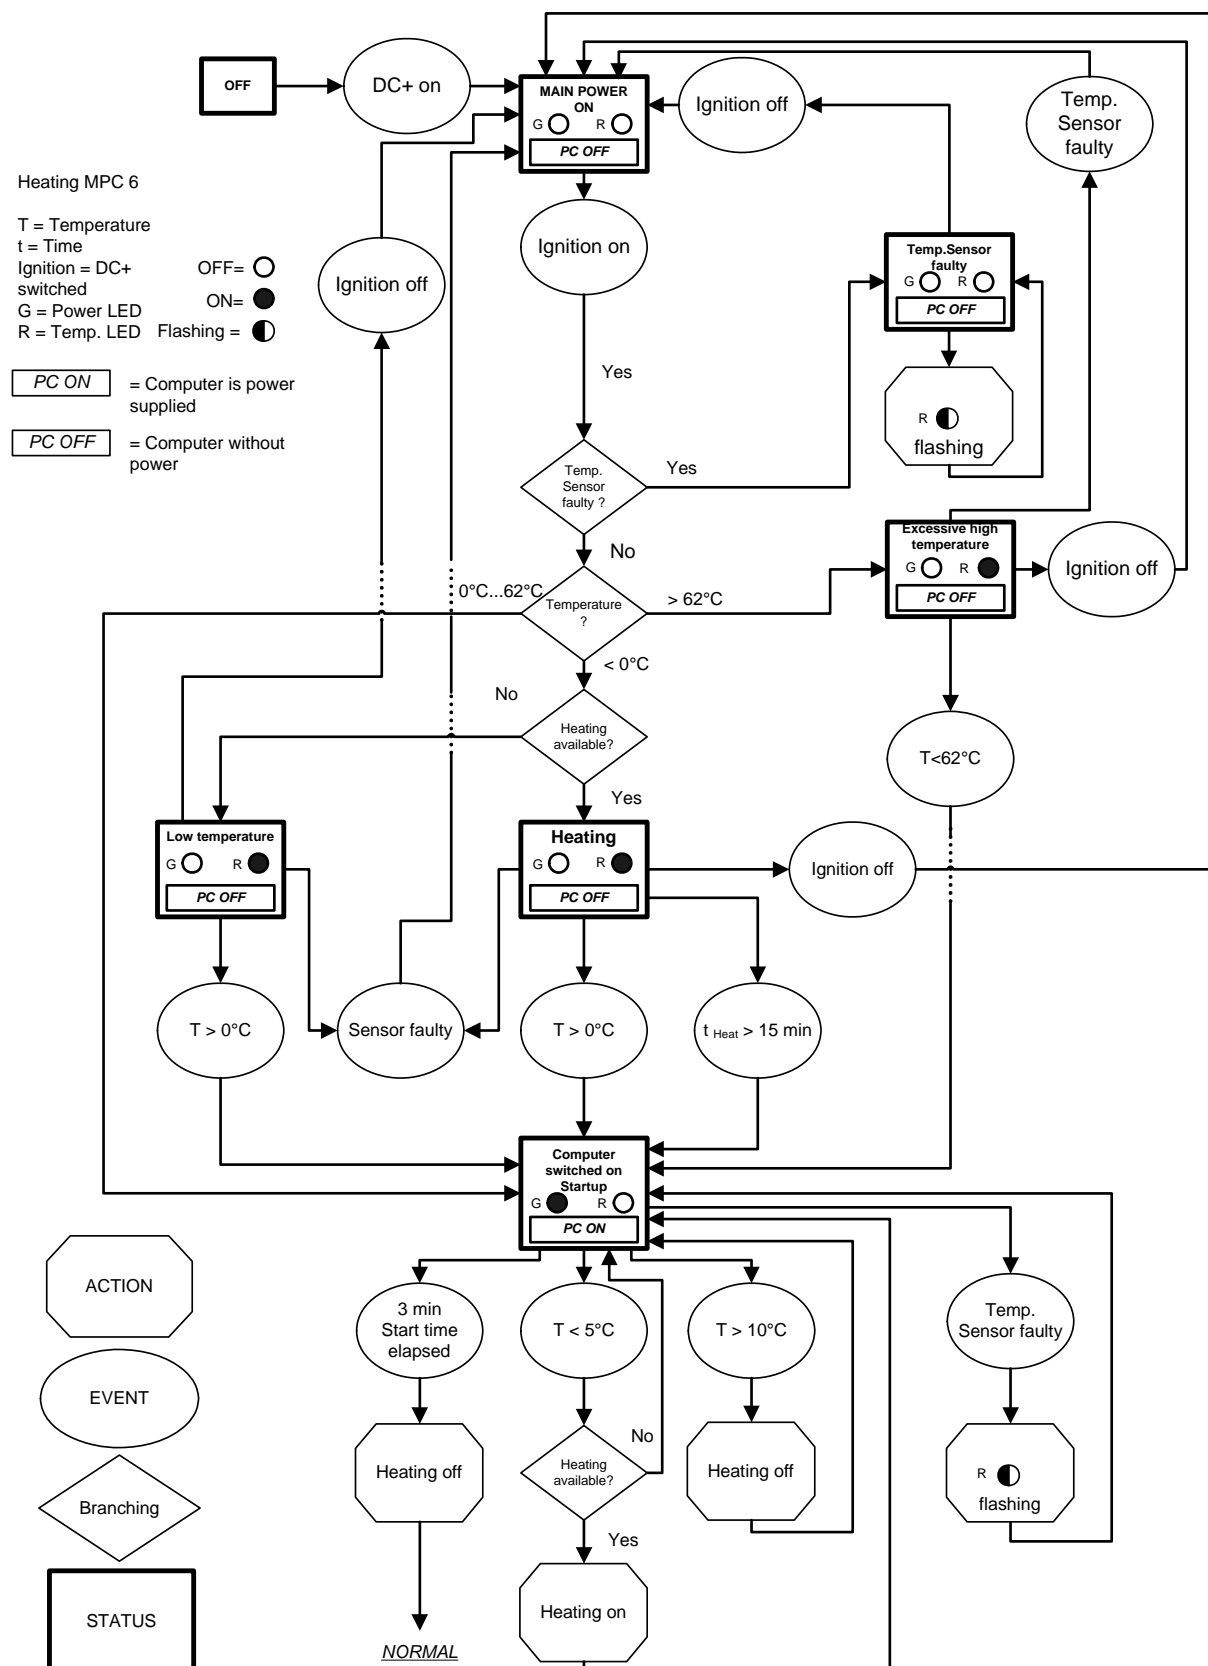 OFF
DC+ on
MAIN POWER
ON
G R
PC OFF
Ignition off
Temp.
Sensor
faulty
Heating MPC 6
T = Temperature
t = Time
Ignition = DC+
switched
G = Power LED
R = Temp. LED
OFF=
ON=
Flashing =
PC ON = Computer is power
supplied
PC OFF = Computer without
power
Ignition off
Ignition on
Temp.Sensor
faulty
G R
PC OFF
R
flashing
Yes
Temp.
Sensor
faulty ?
Yes
No
Excessive high
temperature
G R
PC OFF
Ignition off
0°C...62°C
Temperature
?
> 62°C
< 0°C
No
Heating
available?
Yes
T<62°C
Low temperature
G R
PC OFF
Heating
G R
PC OFF
Ignition off
T > 0°C
Sensor faulty
T > 0°C
t Heat > 15 min
Computer
switched on
Startup
G R
PC ON
ACTION
EVENT
Branching
STATUS
3 min
Start time
elapsed
T < 5°C
T > 10°C
Temp.
Sensor faulty
Heating off
Heating
available?
No
Yes
Heating off
R
flashing
Heating on
NORMAL